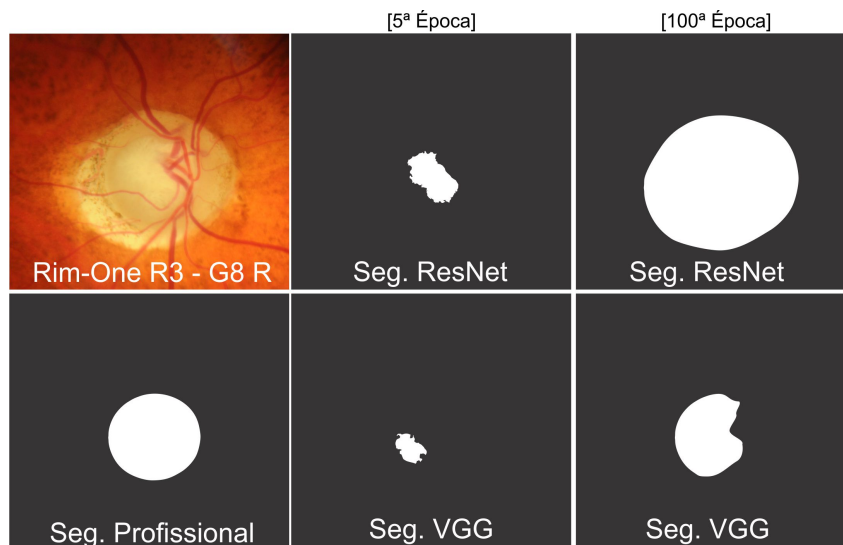 [5ª Época]
[100ª Época]
Rim-One R3 - G8 R
Seg. ResNet
Seg. ResNet
Seg. Profissional
Seg. VGG
Seg. VGG